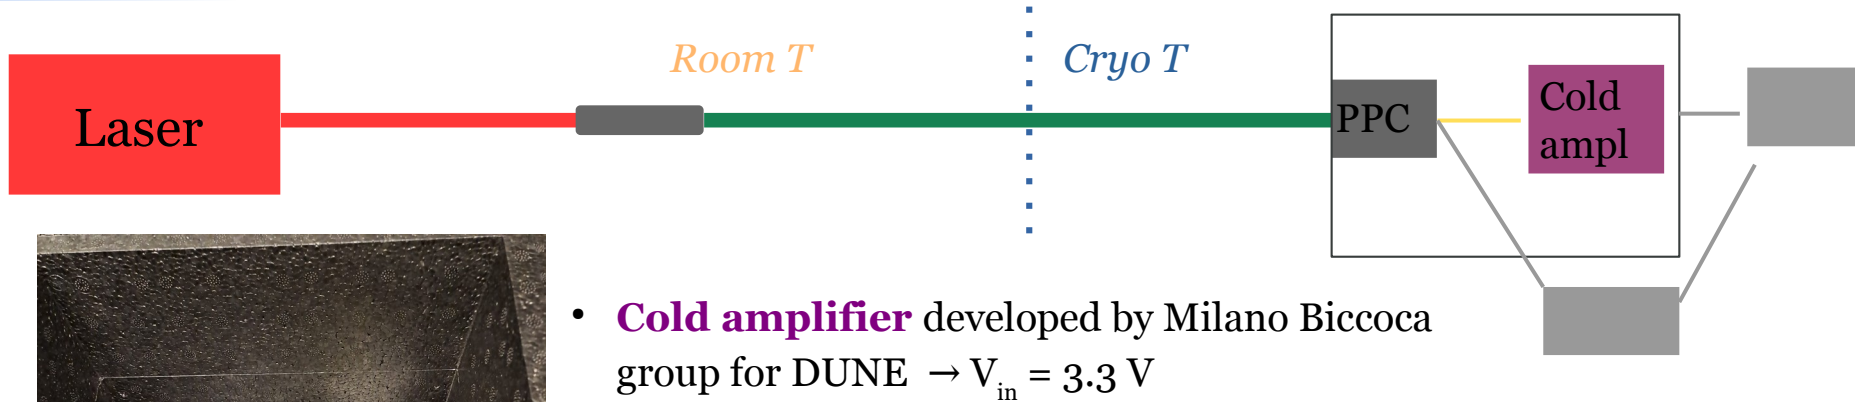 Room T
Cryo T
Laser
PPC
Cold
ampl
• Cold amplifier developed by Milano Biccoca
group for DUNE → Vin = 3.3 V